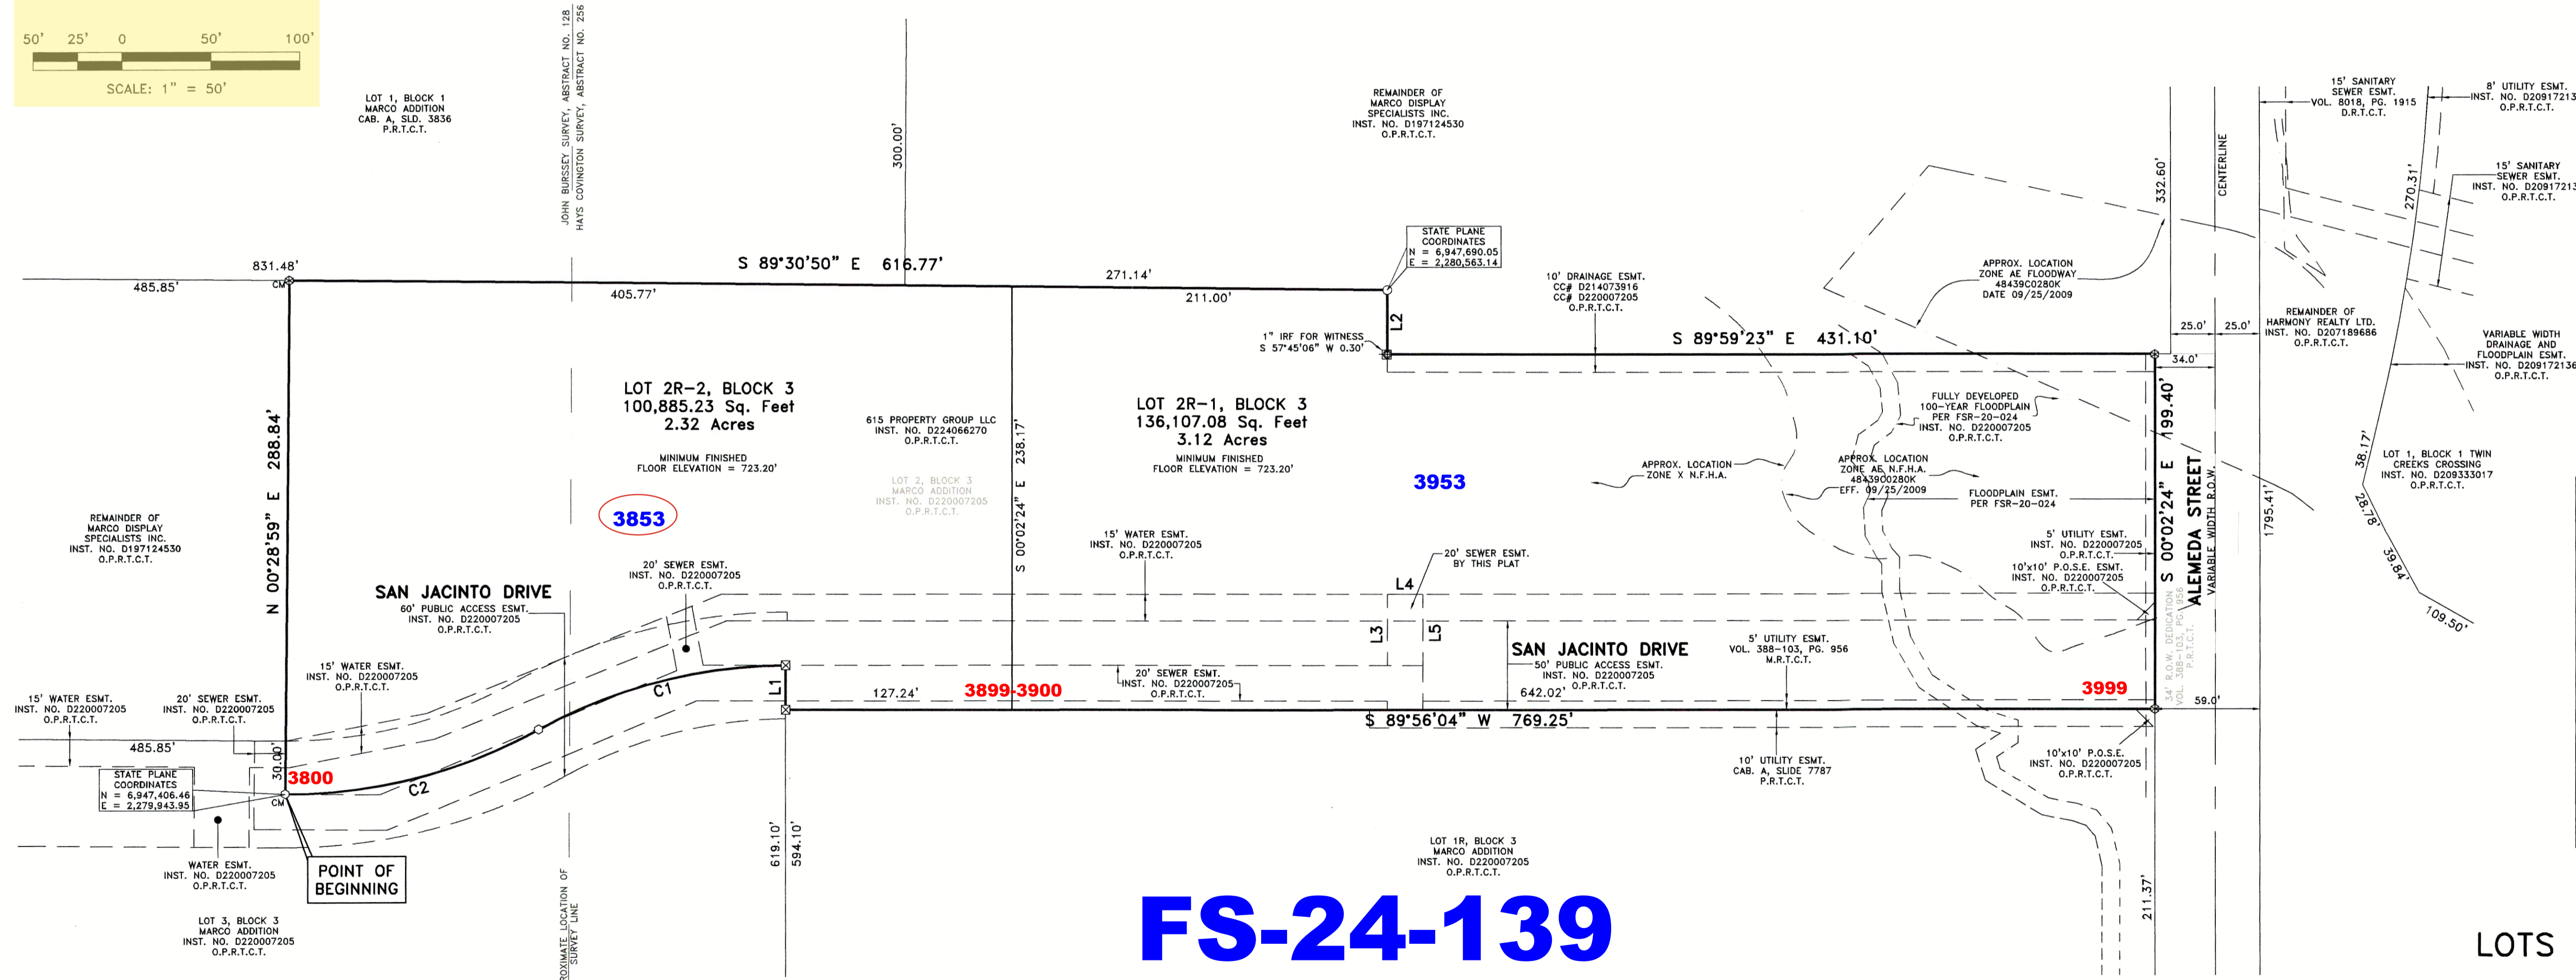 50' 25' 0 50' 100'
SCALE: 1" = 50'
LOT 1, BLOCK 1
MARCO ADDITION
CAB. A, SLD. 3836
P.R.T.C.T.
JOHN BURSSEY SURVEY, ABSTRACT NO. 128
HAYS COVINGTON SURVEY, ABSTRACT NO. 256
300.00'
REMAINDER OF
MARCO DISPLAY
SPECIALISTS INC.
INST. NO. D197124530
O.P.R.T.C.T.
STATE PLANE
COORDINATES
N = 6,947,690.05
E = 2,280,563.14
831.48'
485.85'
CM
S 89°30'50" E 616.77'
405.77'
271.14'
211.00'
L2
1" IRF FOR WITNESS
S 57°45'06" W 0.30'
10' DRAINAGE ESMT.
CC# D214073916
CC# D220007205
O.P.R.T.C.T.
S 89°59'23" E 431.10'
APPROX. LOCATION
ZONE AE FLOODWAY
48439C0280K
DATE 09/25/2009
332.60'
CENTERLINE
25.0' 25.0'
34.0'
15' SANITARY
SEWER ESMT.
VOL. 8018, PG. 1915
D.R.T.C.T.
8' UTILITY ESMT.
INST. NO. D20917213
O.P.R.T.C.T.
270.31'
15' SANITARY
SEWER ESMT.
INST. NO. D20917213
O.P.R.T.C.T.
REMAINDER OF
HARMONY REALTY LTD.
INST. NO. D207189686
O.P.R.T.C.T.
VARIABLE WIDTH
DRAINAGE AND
FLOODPLAIN ESMT.
INST. NO. D209172136
O.P.R.T.C.T.
N 00°28'59" E 288.84'
LOT 2R-2, BLOCK 3
100,885.23 Sq. Feet
2.32 Acres
MINIMUM FINISHED
FLOOR ELEVATION = 723.20'
3853
615 PROPERTY GROUP LLC
INST. NO. D224066270
O.P.R.T.C.T.
LOT 2, BLOCK 3
MARCO ADDITION
INST. NO. D220007205
O.P.R.T.C.T.
S 00°02'24" E 238.17'
LOT 2R-1, BLOCK 3
136,107.08 Sq. Feet
3.12 Acres
MINIMUM FINISHED
FLOOR ELEVATION = 723.20'
3953
APPROX. LOCATION
ZONE X N.F.H.A.
APPROX. LOCATION
ZONE AE N.F.H.A.
48439C0280K
EFF. 09/25/2009
FULLY DEVELOPED
100-YEAR FLOODPLAIN
PER FSR-20-024
INST. NO. D220007205
O.P.R.T.C.T.
FLOODPLAIN ESMT.
PER FSR-20-024
S 00°02'24" E 199.40'
ALEMEDA STREET
VARIABLE WIDTH R.O.W.
1795.41'
38.17'
28.78'
39.84'
109.50'
LOT 1, BLOCK 1 TWIN
CREEKS CROSSING
INST. NO. D209333017
O.P.R.T.C.T.
REMAINDER OF
MARCO DISPLAY
SPECIALISTS INC.
INST. NO. D197124530
O.P.R.T.C.T.
SAN JACINTO DRIVE
60' PUBLIC ACCESS ESMT.
INST. NO. D220007205
O.P.R.T.C.T.
20' SEWER ESMT.
INST. NO. D220007205
O.P.R.T.C.T.
15' WATER ESMT.
INST. NO. D220007205
O.P.R.T.C.T.
20' SEWER ESMT.
BY THIS PLAT
L4
L3
L5
5' UTILITY ESMT.
INST. NO. D220007205
O.P.R.T.C.T.
10'x10' P.O.S.E. ESMT.
INST. NO. D220007205
O.P.R.T.C.T.
34' R.O.W. DEDICATION
VOL. 388-103, PG. 956
P.R.T.C.T.
SAN JACINTO DRIVE
50' PUBLIC ACCESS ESMT.
INST. NO. D220007205
O.P.R.T.C.T.
5' UTILITY ESMT.
VOL. 388-103, PG. 956
M.R.T.C.T.
15' WATER ESMT.
INST. NO. D220007205
O.P.R.T.C.T.
20' SEWER ESMT.
INST. NO. D220007205
O.P.R.T.C.T.
15' WATER ESMT.
INST. NO. D220007205
O.P.R.T.C.T.
C1
L1
127.24'
3899-3900
20' SEWER ESMT.
INST. NO. D220007205
O.P.R.T.C.T.
642.02'
3999
59.0'
S 89°56'04" W 769.25'
485.85'
30.00'
3800
CM
C2
STATE PLANE
COORDINATES
N = 6,947,406.46
E = 2,279,943.95
10' UTILITY ESMT.
CAB. A, SLIDE 7787
P.R.T.C.T.
10'x10' P.O.S.E.
INST. NO. D220007205
O.P.R.T.C.T.
619.10'
594.10'
WATER ESMT.
INST. NO. D220007205
O.P.R.T.C.T.
POINT OF
BEGINNING
LOT 1R, BLOCK 3
MARCO ADDITION
INST. NO. D220007205
O.P.R.T.C.T.
211.37'
LOT 3, BLOCK 3
MARCO ADDITION
INST. NO. D220007205
O.P.R.T.C.T.
ROXIMATE LOCATION OF
SURVEY LINE
FS-24-139
LOTS